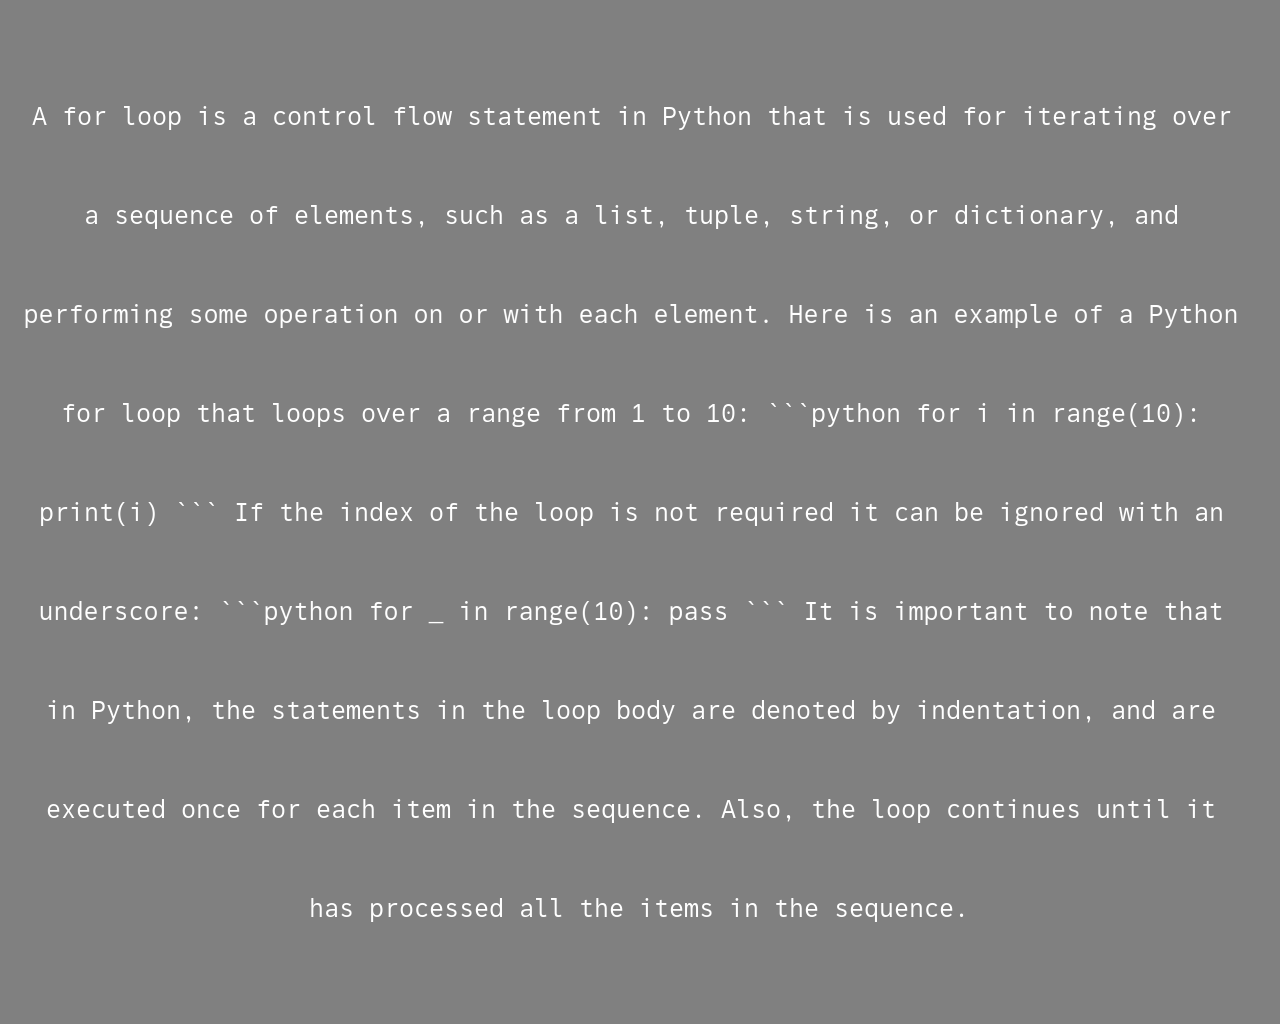 A for loop is a control flow statement in Python that is used for iterating over
a sequence of elements, such as a list, tuple, string, or dictionary, and
performing some operation on or with each element. Here is an example of a Python
for loop that loops over a range from 1 to 10: ```python for i in range(10):
print(i) ``` If the index of the loop is not required it can be ignored with an
underscore: ```python for _ in range(10): pass ``` It is important to note that
in Python, the statements in the loop body are denoted by indentation, and are
executed once for each item in the sequence. Also, the loop continues until it
has processed all the items in the sequence.